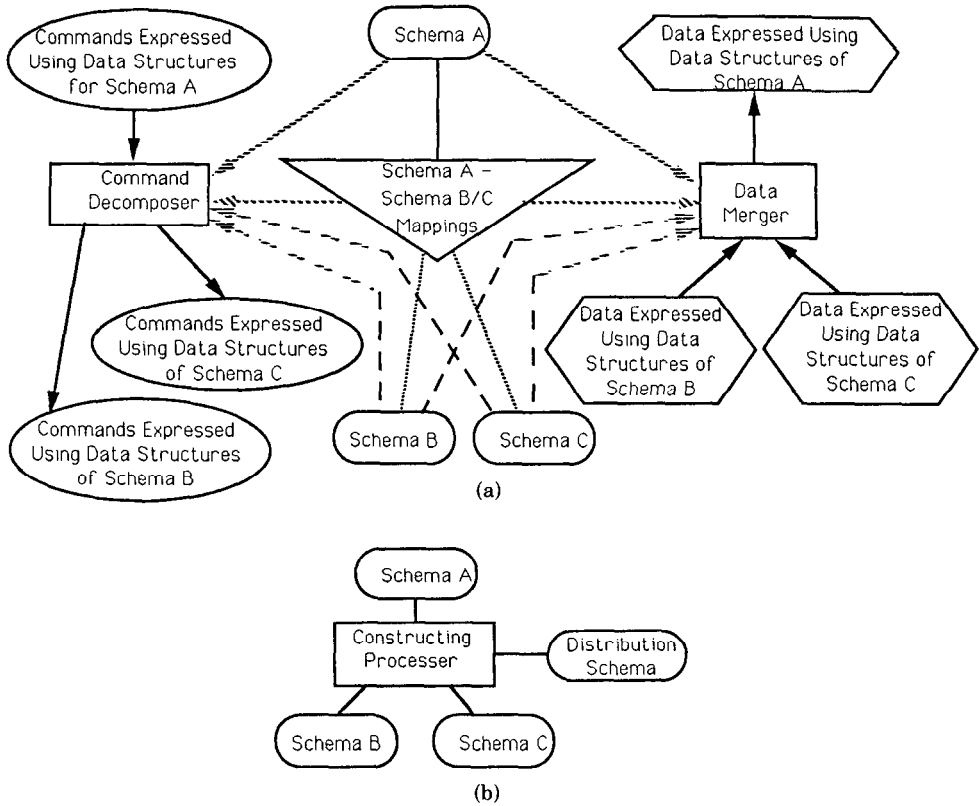 Commands Expressed
Using Data Structures
for Schema A
Schema A
Data Expressed Using
Data Structures of
Schema A
Command
Decomposer
Schema A –
Schema B/C
Mappings
Data
Merger
Commands Expressed
Using Data Structures
of Schema C
Data Expressed
Using Data
Structures of
Schema B
Data Expressed
Using Data
Structures of
Schema C
Commands Expressed
Using Data Structures
of Schema B
Schema B
Schema C
(a)
Schema A
Constructing
Processer
Distribution
Schema
Schema B
Schema C
(b)